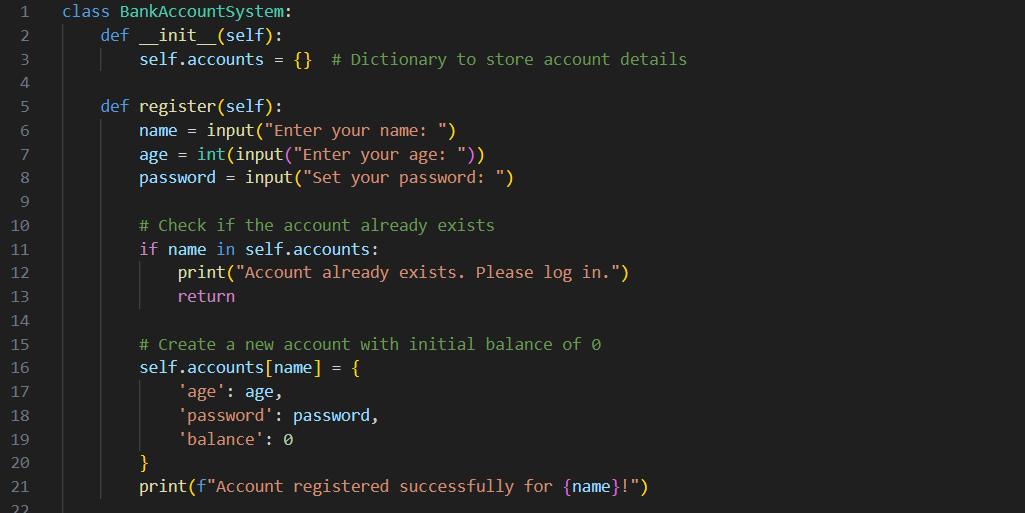 1 class BankAccountSystem:
2     def __init__(self):
3         self.accounts = {}  # Dictionary to store account details
4
5     def register(self):
6         name = input("Enter your name: ")
7         age = int(input("Enter your age: "))
8         password = input("Set your password: ")
9
10         # Check if the account already exists
11         if name in self.accounts:
12             print("Account already exists. Please log in.")
13             return
14
15         # Create a new account with initial balance of 0
16         self.accounts[name] = {
17             'age': age,
18             'password': password,
19             'balance': 0
20         }
21         print(f"Account registered successfully for {name}!")
22